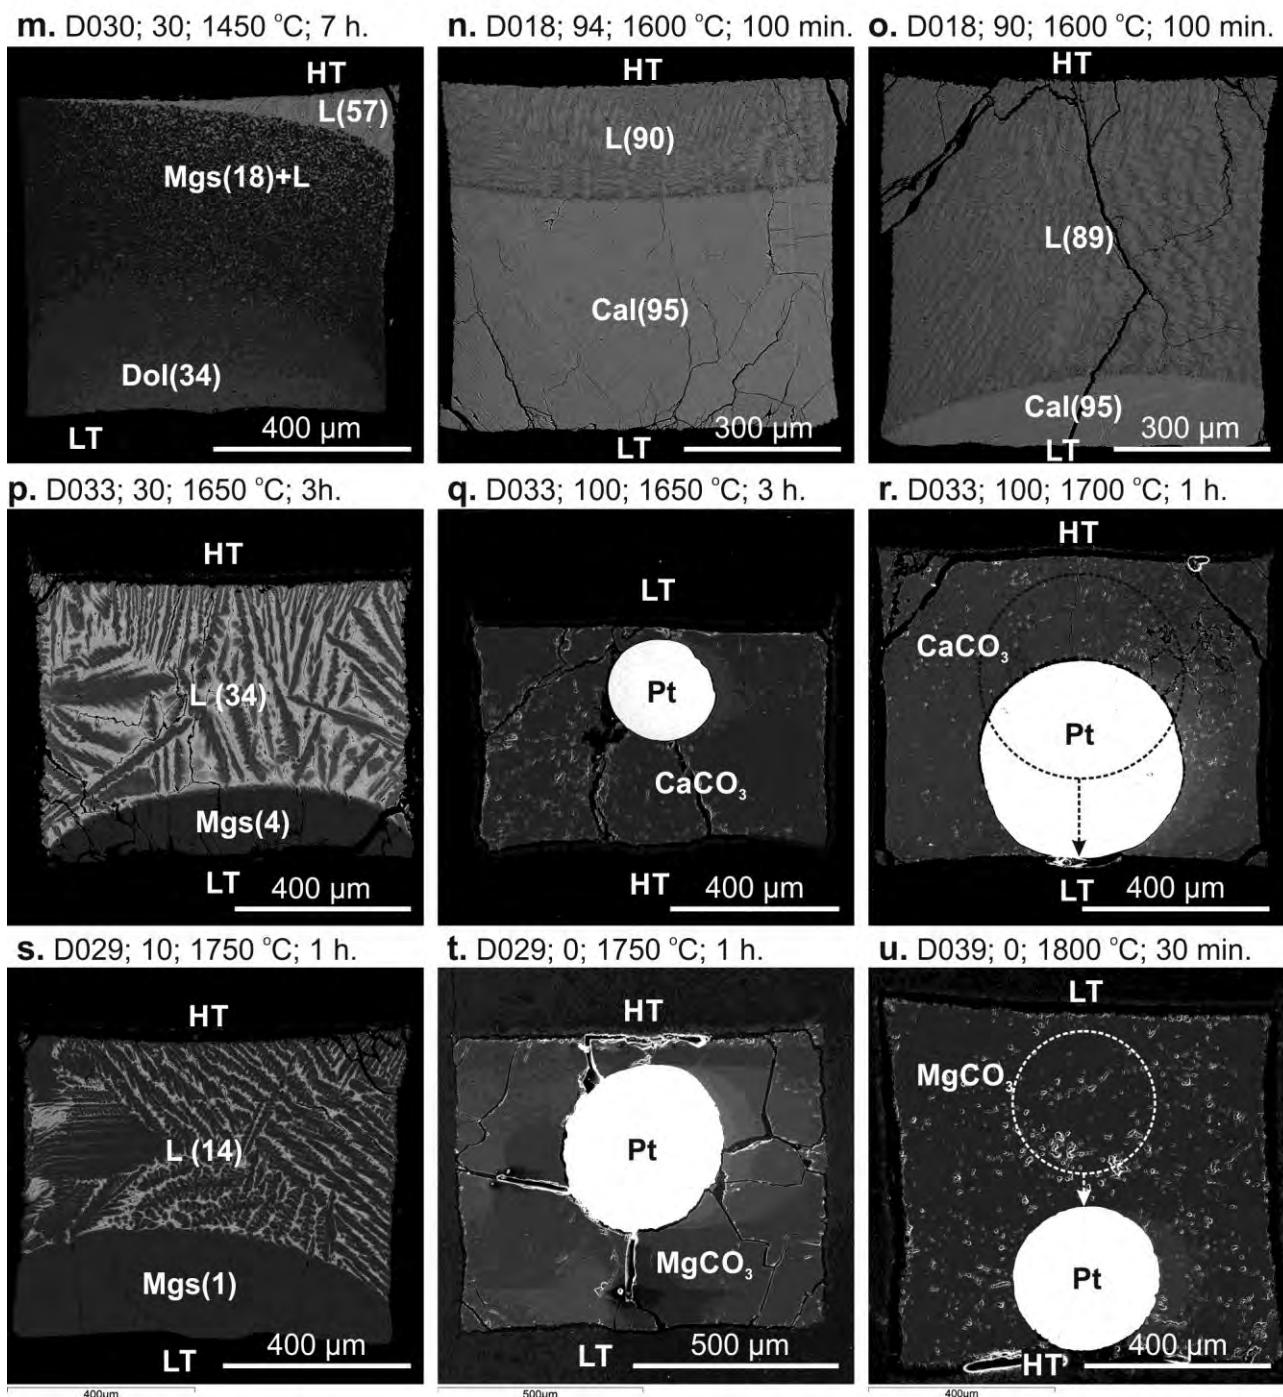 m. D030; 30; 1450 °C; 7 h.
HT
L(57)
Mgs(18)+L
Dol(34)
LT
400 µm
n. D018; 94; 1600 °C; 100 min.
HT
L(90)
Cal(95)
LT
300 µm
o. D018; 90; 1600 °C; 100 min.
HT
L(89)
Cal(95)
LT
300 µm
p. D033; 30; 1650 °C; 3h.
HT
L (34)
Mgs(4)
LT
400 µm
q. D033; 100; 1650 °C; 3 h.
LT
Pt
CaCO₃
HT
400 µm
r. D033; 100; 1700 °C; 1 h.
HT
CaCO₃
Pt
LT
400 µm
s. D029; 10; 1750 °C; 1 h.
HT
L (14)
Mgs(1)
LT
400 µm
400µm
t. D029; 0; 1750 °C; 1 h.
HT
Pt
MgCO₃
LT
500 µm
500µm
u. D039; 0; 1800 °C; 30 min.
LT
MgCO₃
Pt
HT
400 µm
400µm